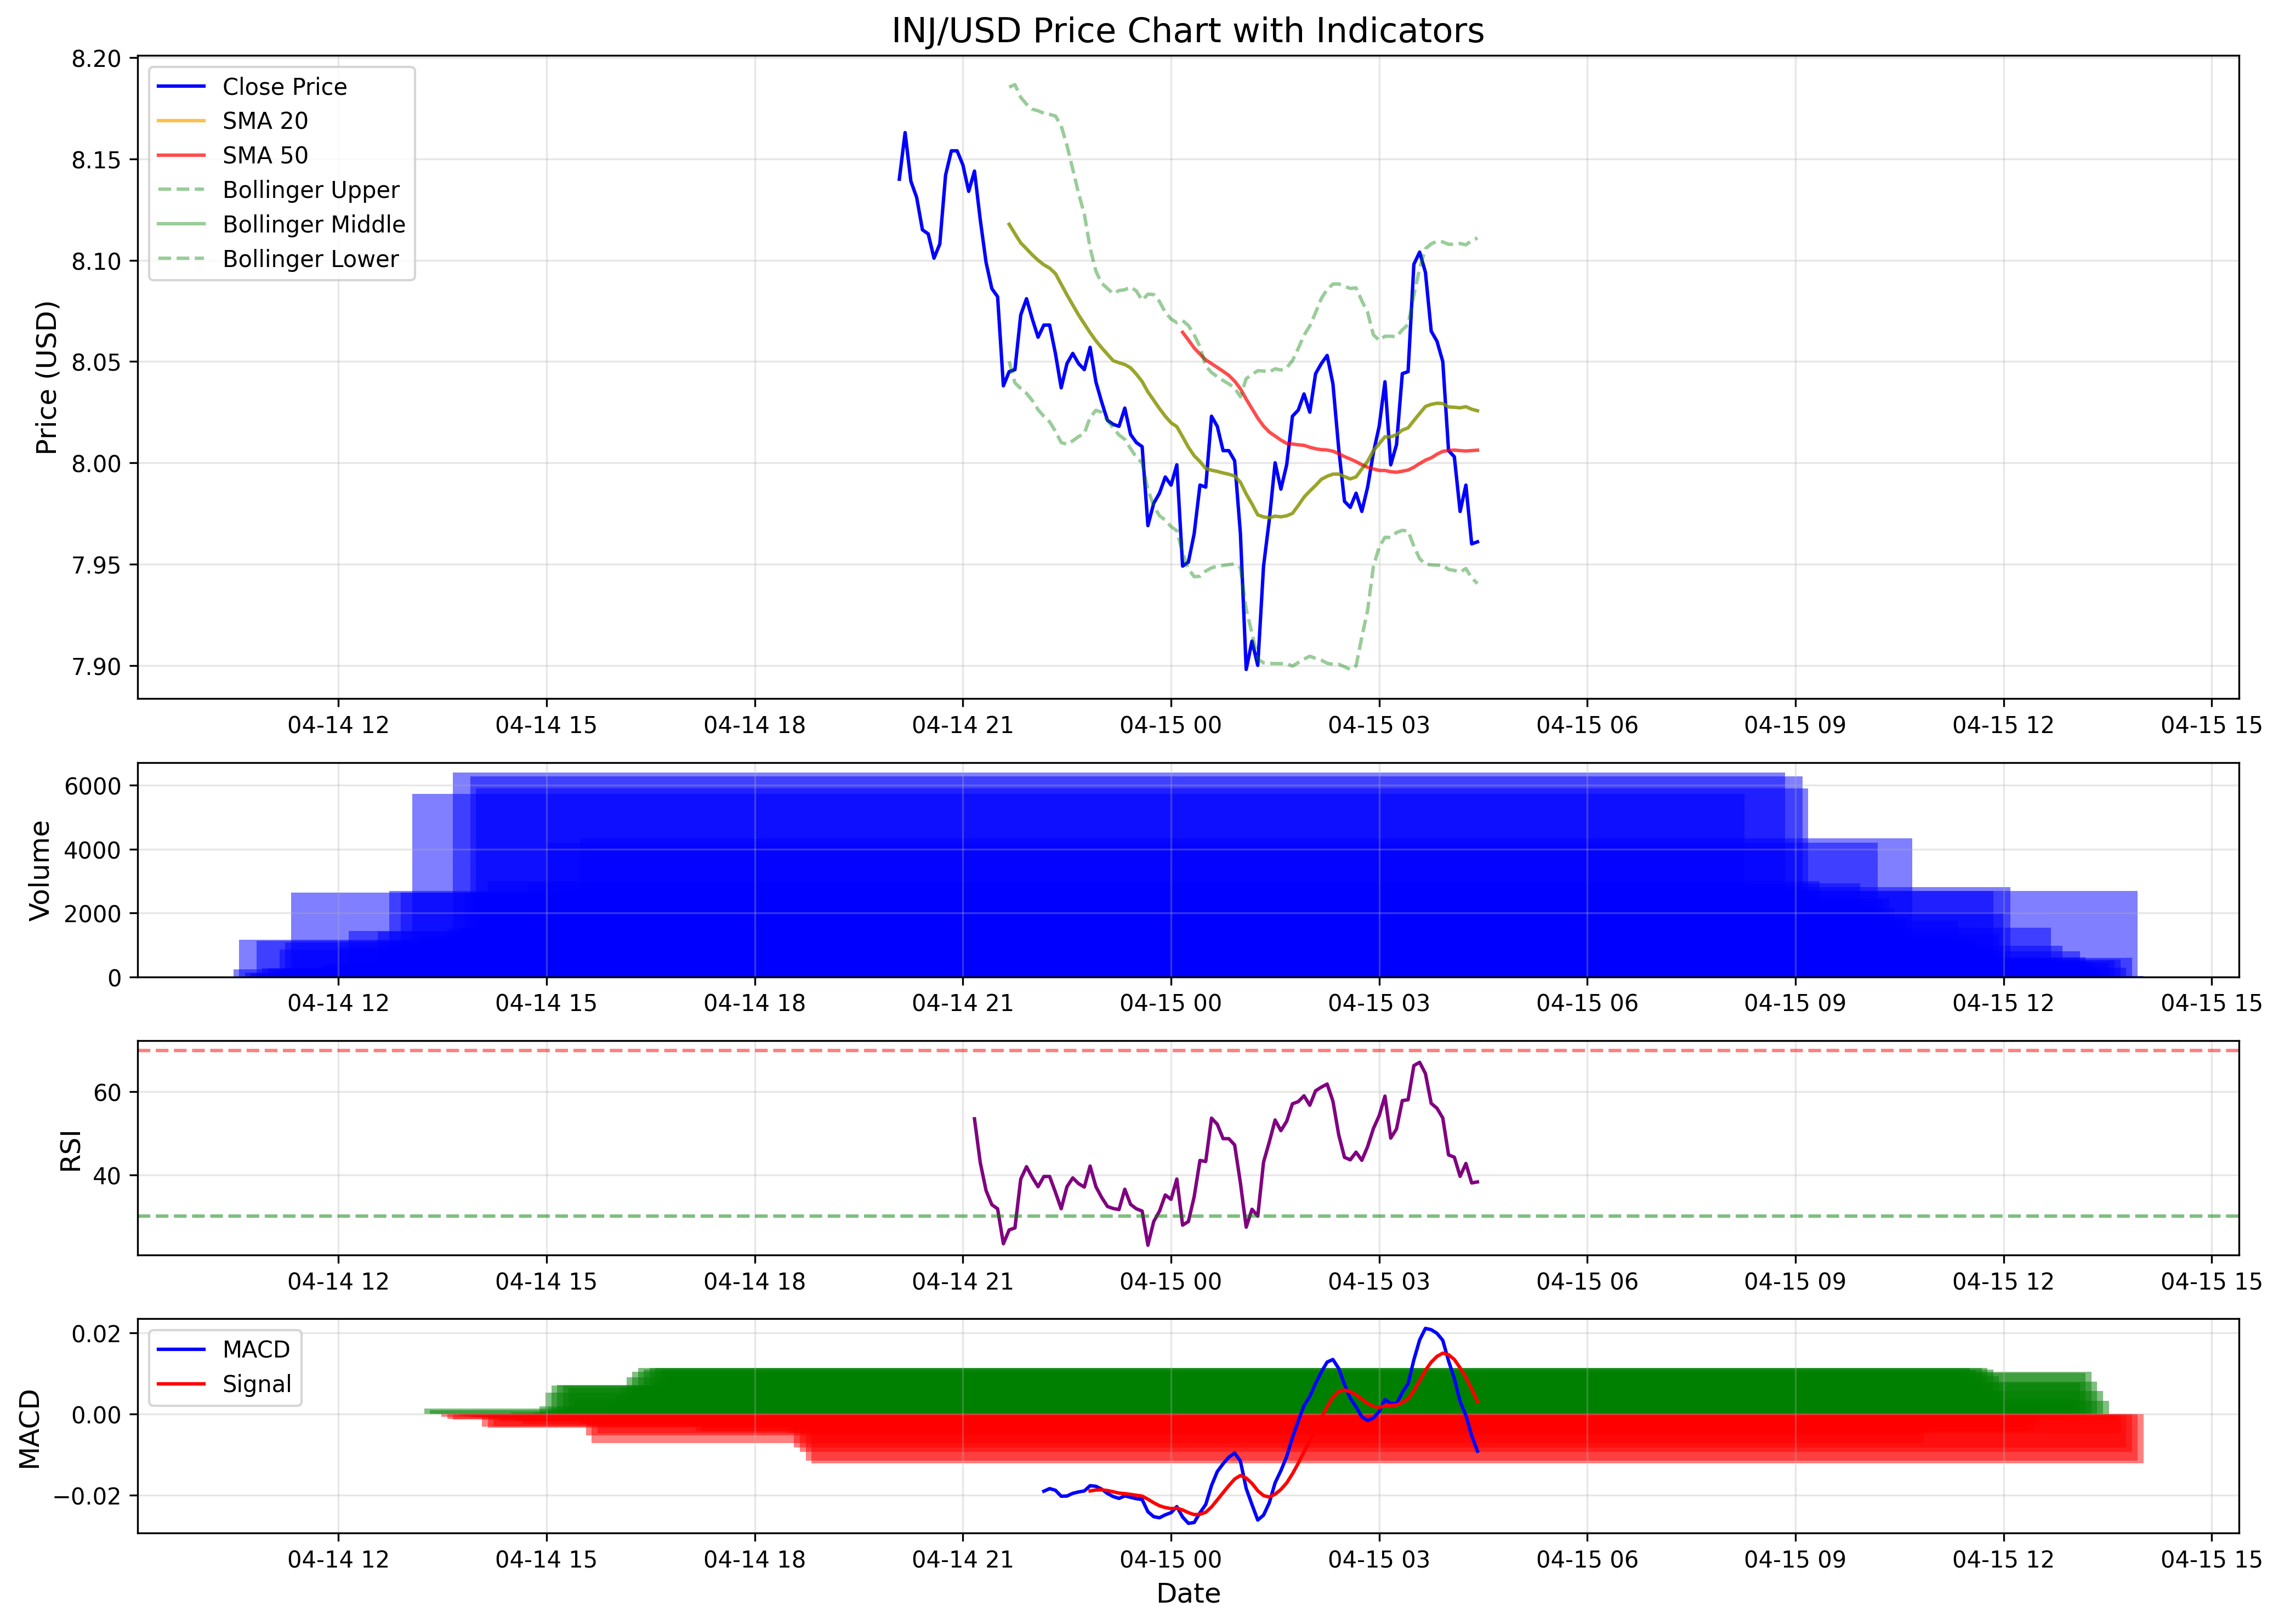 INJ/USD Price Chart with Indicators
Price (USD)
8.20
8.15
8.10
8.05
8.00
7.95
7.90
Close Price
SMA 20
SMA 50
Bollinger Upper
Bollinger Middle
Bollinger Lower
04-14 12 04-14 15 04-14 18 04-14 21 04-15 00 04-15 03 04-15 06 04-15 09 04-15 12 04-15 15
Volume
6000
4000
2000
0
04-14 12 04-14 15 04-14 18 04-14 21 04-15 00 04-15 03 04-15 06 04-15 09 04-15 12 04-15 15
RSI
60
40
04-14 12 04-14 15 04-14 18 04-14 21 04-15 00 04-15 03 04-15 06 04-15 09 04-15 12 04-15 15
MACD
0.02
0.00
−0.02
MACD
Signal
04-14 12 04-14 15 04-14 18 04-14 21 04-15 00 04-15 03 04-15 06 04-15 09 04-15 12 04-15 15
Date